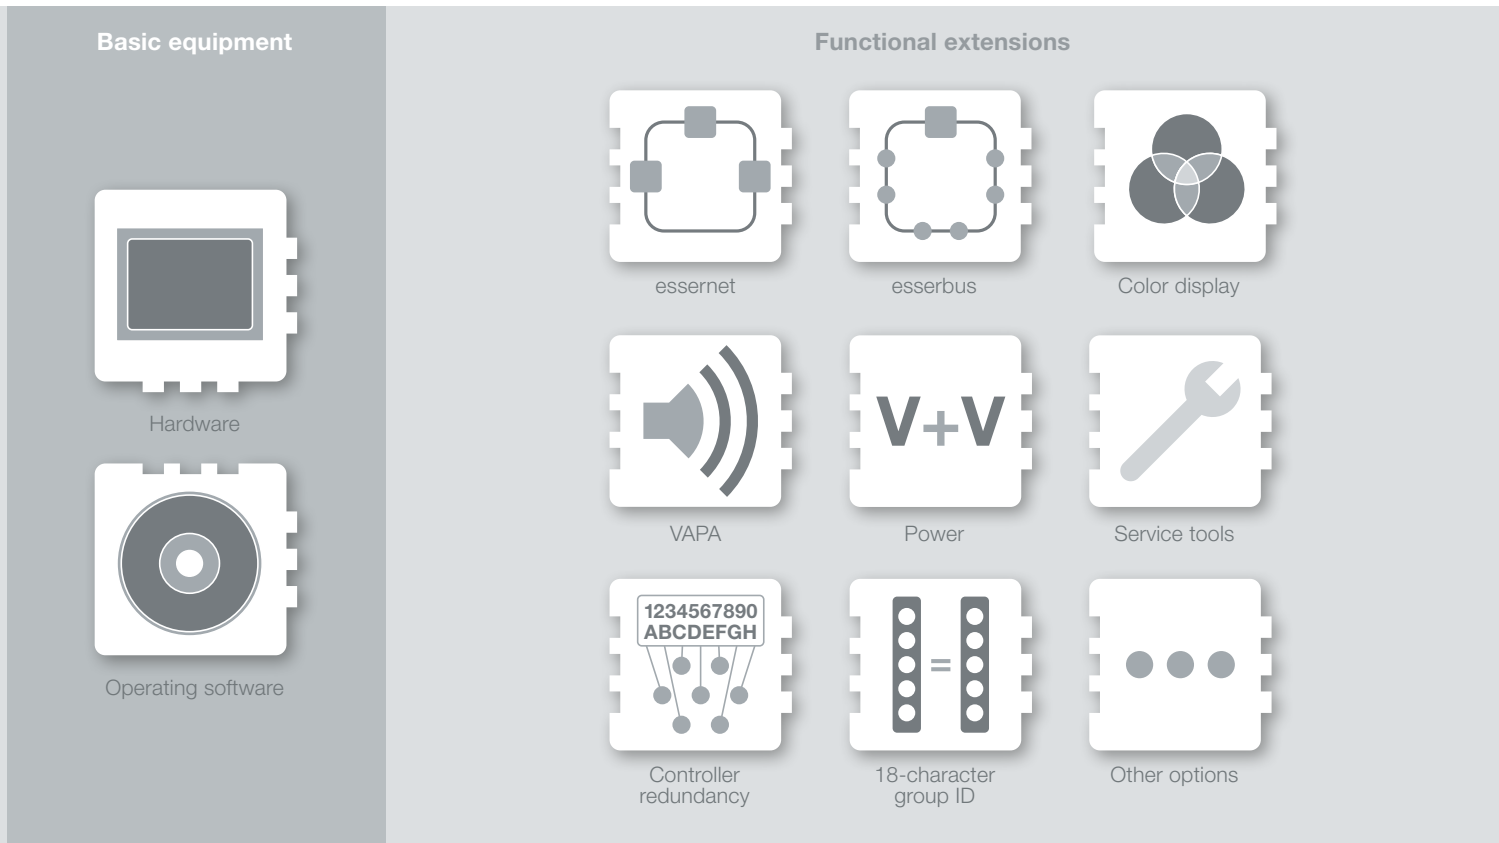 Basic equipment
Hardware
Operating software
Functional extensions
essernet
esserbus
Color display
VAPA
V+V
Power
Service tools
1234567890
ABCDEFGH
Controller
redundancy
=
18-character
group ID
Other options